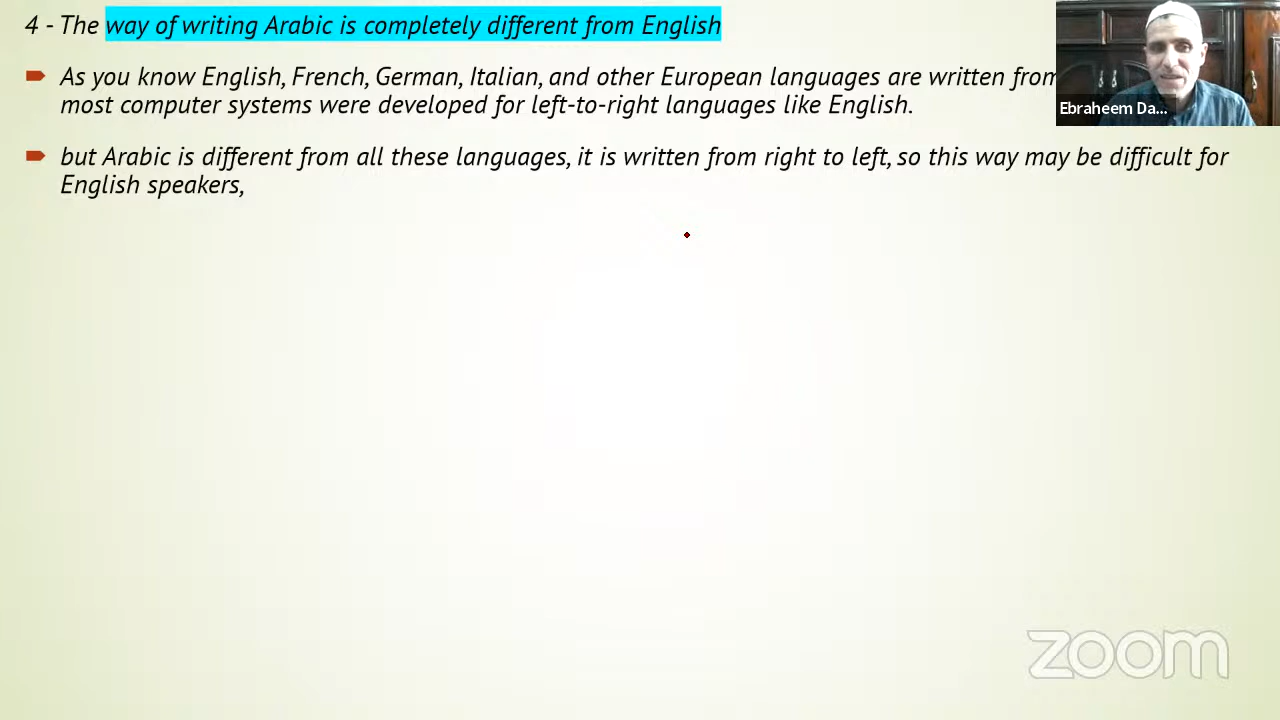 4 - The way of writing Arabic is completely different from English
As you know English, French, German, Italian, and other European languages are written from
most computer systems were developed for left-to-right languages like English.
but Arabic is different from all these languages, it is written from right to left, so this way may be difficult for
English speakers,
Ebraheem Da...
zoom